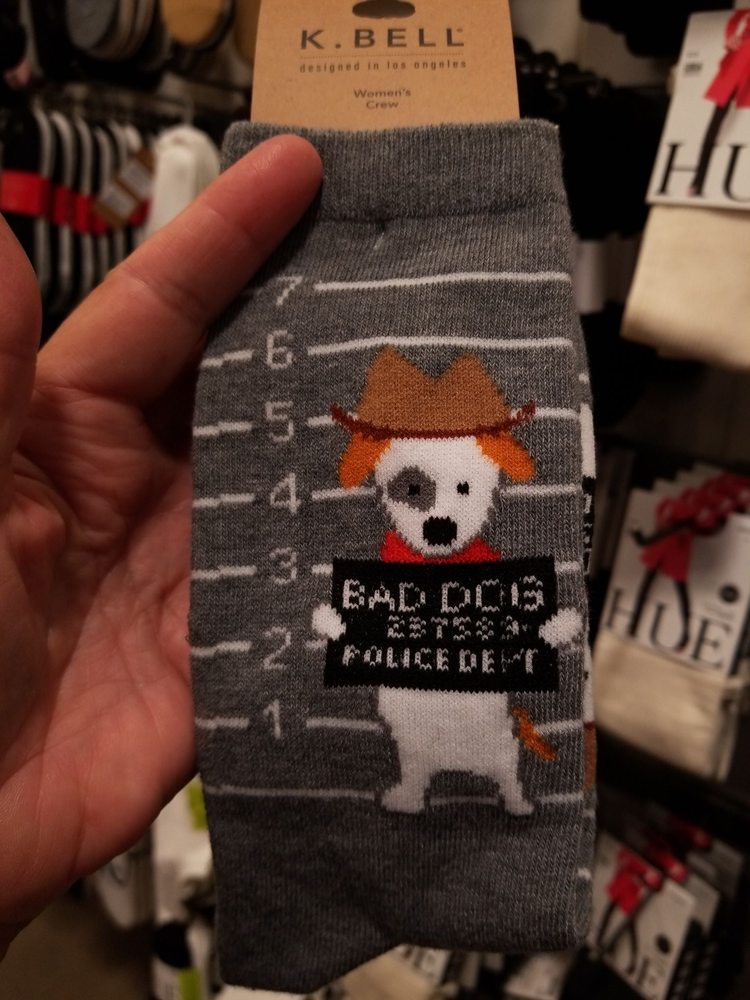 K.BELL
designed in los angeles
Women's
Crew
7
6
5
4
3
2
1
BAD DOG
POLICE DEPT
HUE